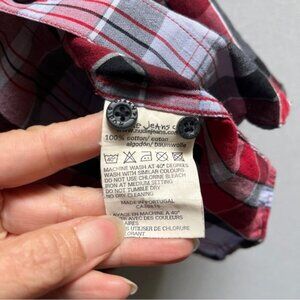 jeans
100% cotton/ coton/
algodón/ baumwolle
MACHINE WASH AT 40° DEGREES
WASH WITH SIMILAR COLOURS
DO NOT USE CHLORINE BLEACH
IRON AT MEDIUM SETTING
DO NOT TUMBLE DRY
NO DRY CLEANING
MADE IN PORTUGAL
LAVAGE EN MACHINE A 40°
AVEC DES COULEURS
UTILISER DE CHLORE